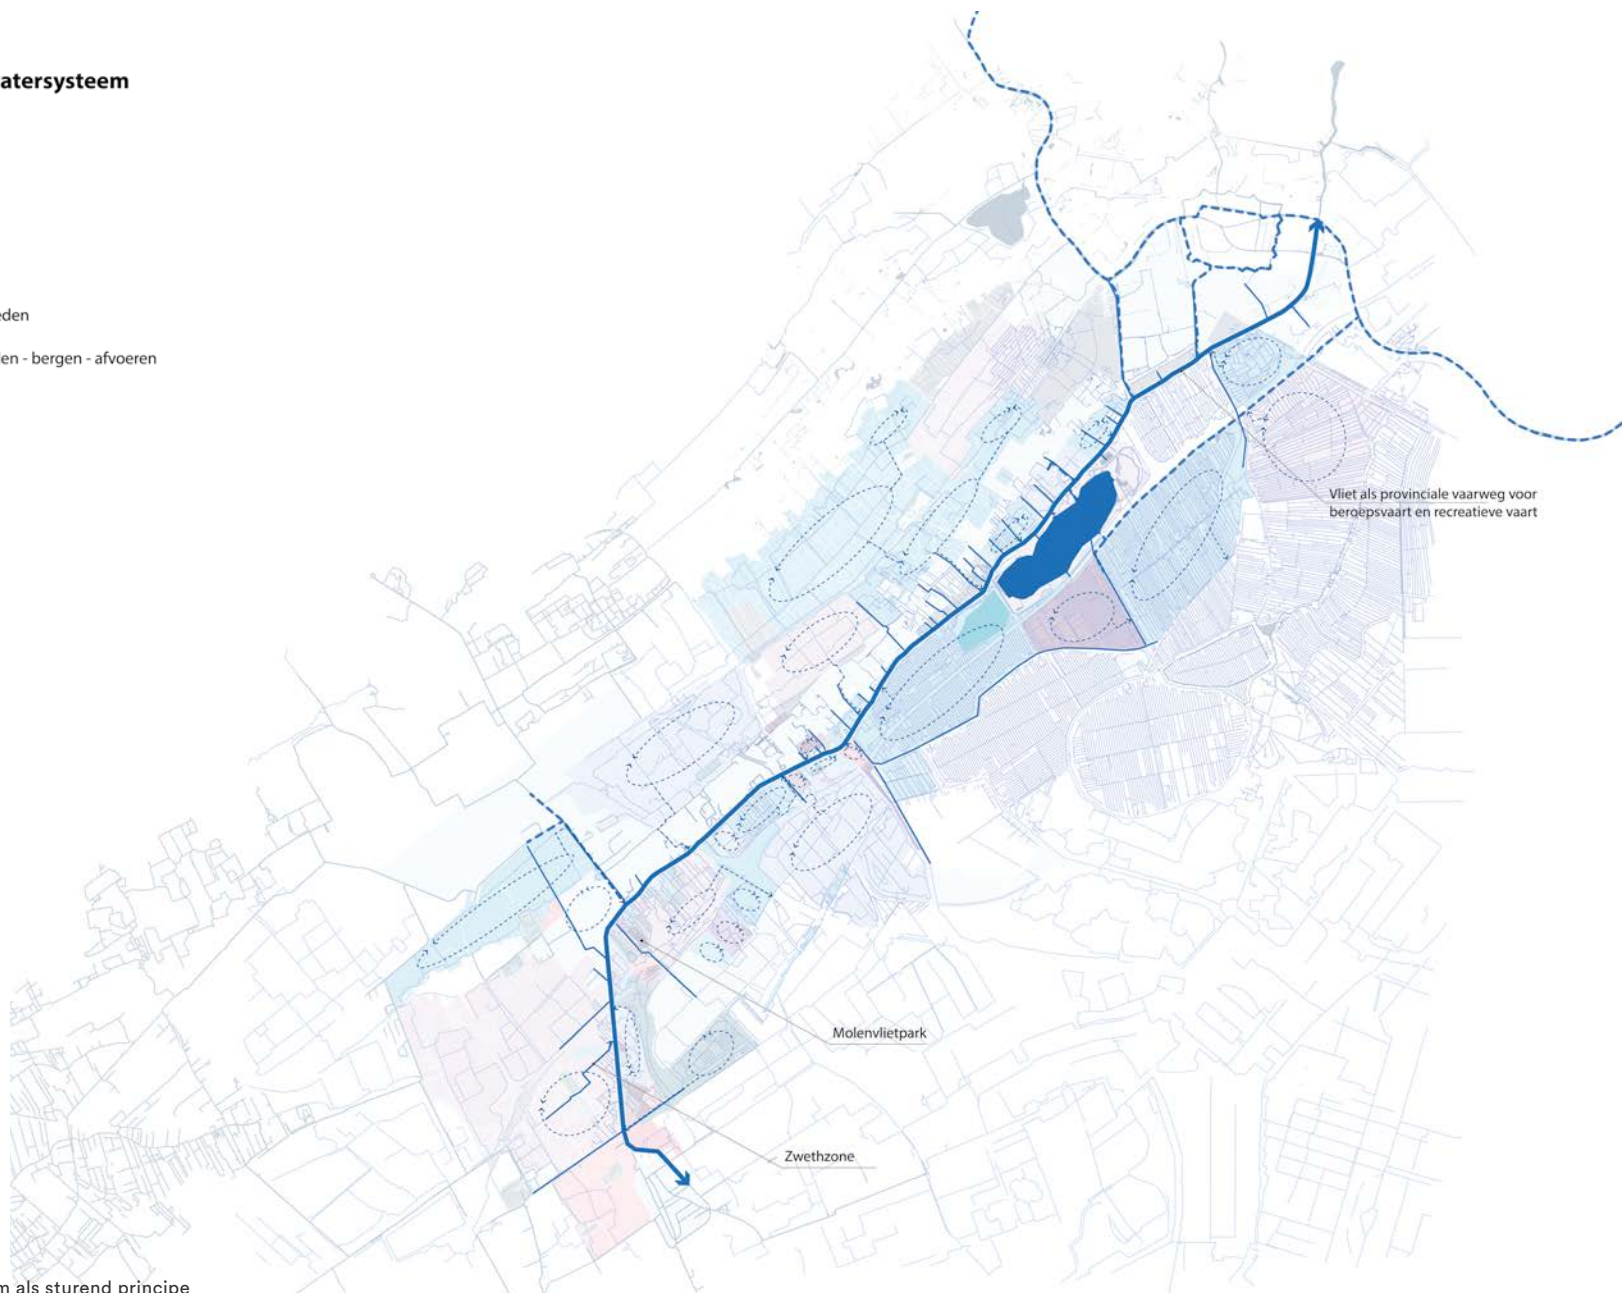 atersysteem
eden
en - bergen - afvoeren
Vliet als provinciale vaarweg voor
beroepsvaart en recreatieve vaart
Molenvlietpark
Zwethzone
m als sturend principe